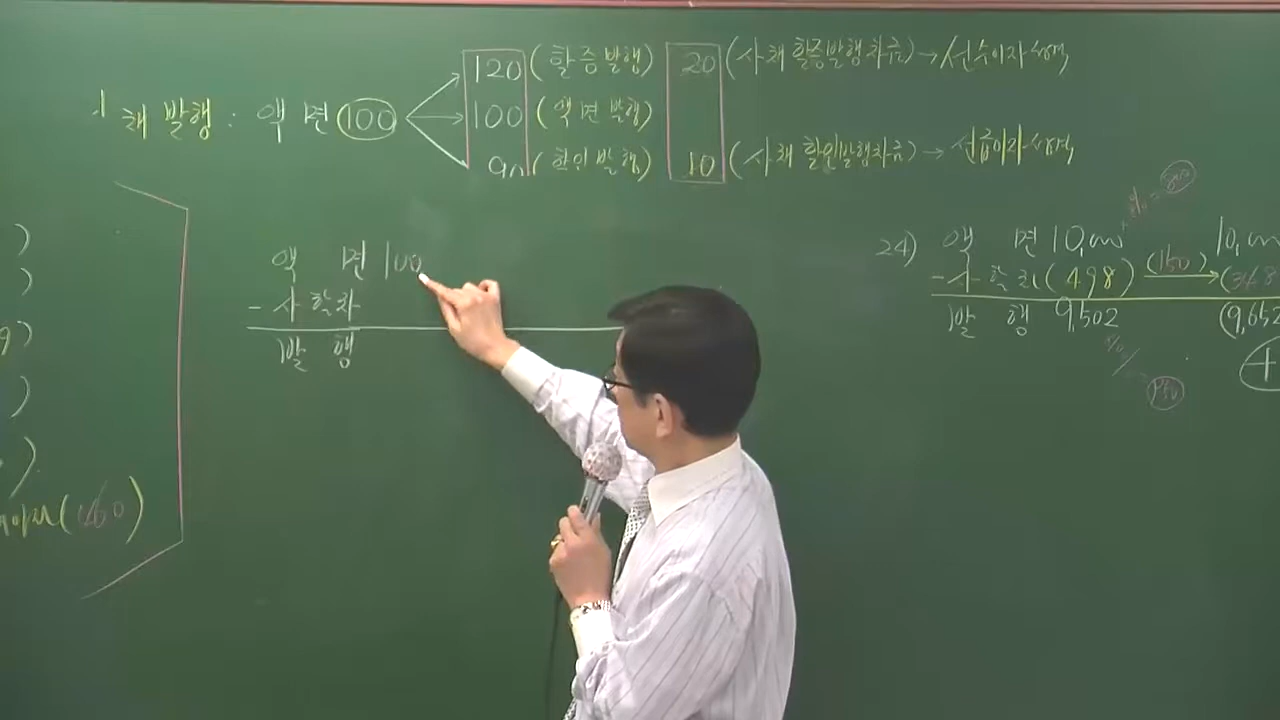 사채 발행 : 액면 100
120 (할증발행) 20 (사채할증발행차금) → 선수이자 성격
100 (액면발행)
90 (할인발행) 10 (사채할인발행차금) → 선급이자 성격
액 면 100
- 사할차
발 행
24) 액 면 10,000
- 사할차 (498) (150) →
발 행 9,502 (9,652
(160)